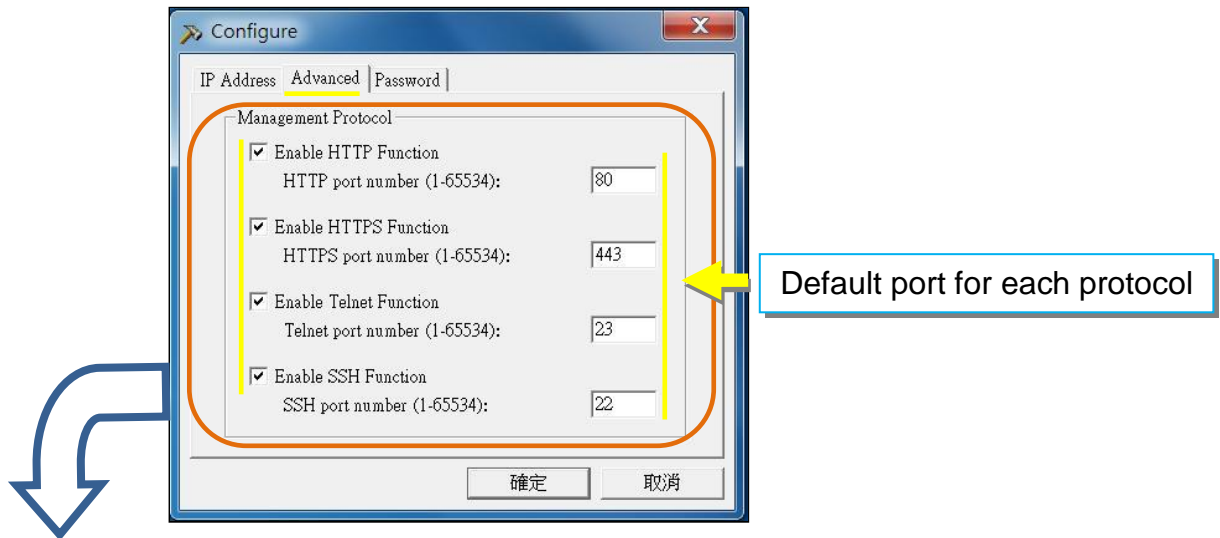 Configure
IP Address Advanced Password
Management Protocol
Enable HTTP Function
HTTP port number (1-65534): 80
Enable HTTPS Function
HTTPS port number (1-65534): 443
Default port for each protocol
Enable Telnet Function
Telnet port number (1-65534): 23
Enable SSH Function
SSH port number (1-65534): 22
確定 取消